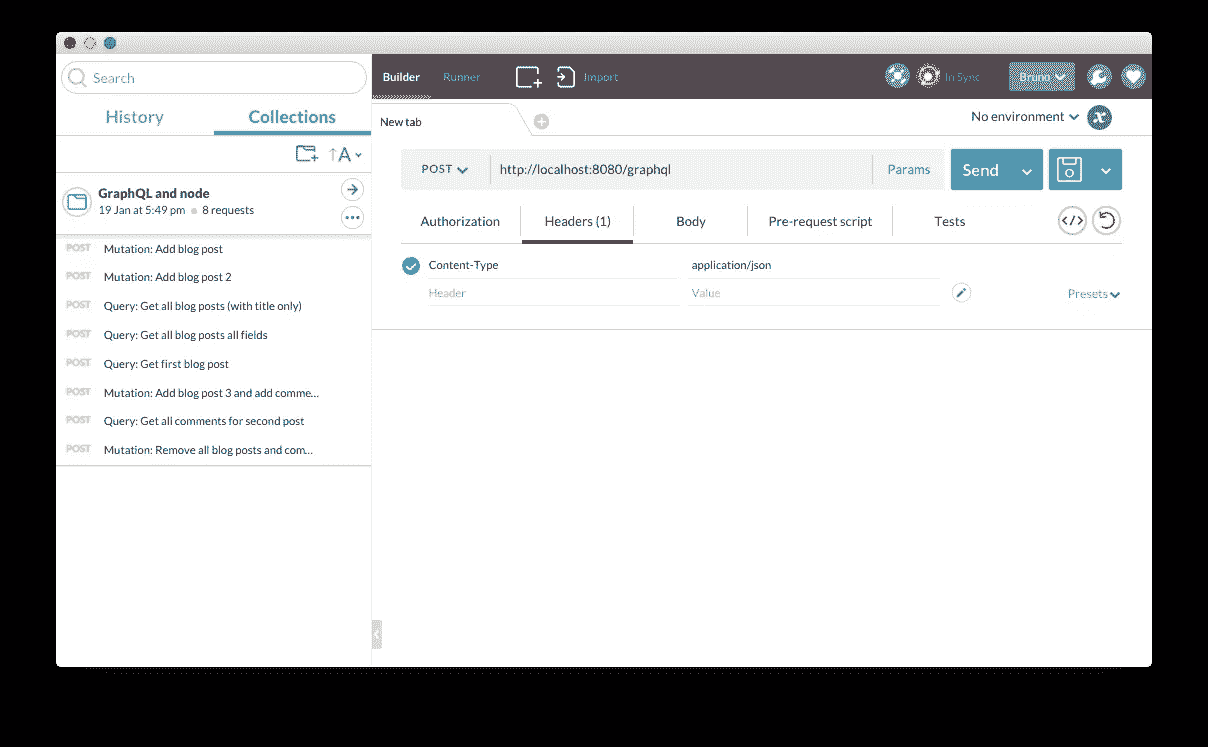 Search
Builder
Runner
Import
In Sync
Bruno
History
Collections
New tab
No environment
A
GraphQL and node
19 Jan at 5:49 pm
8 requests
POST
http://localhost:8080/graphql
Params
Send
Authorization
Headers (1)
Body
Pre-request script
Tests
Content-Type
application/json
Header
Value
Presets
POST Mutation: Add blog post
POST Mutation: Add blog post 2
POST Query: Get all blog posts (with title only)
POST Query: Get all blog posts all fields
POST Query: Get first blog post
POST Mutation: Add blog post 3 and add comme...
POST Query: Get all comments for second post
POST Mutation: Remove all blog posts and com...